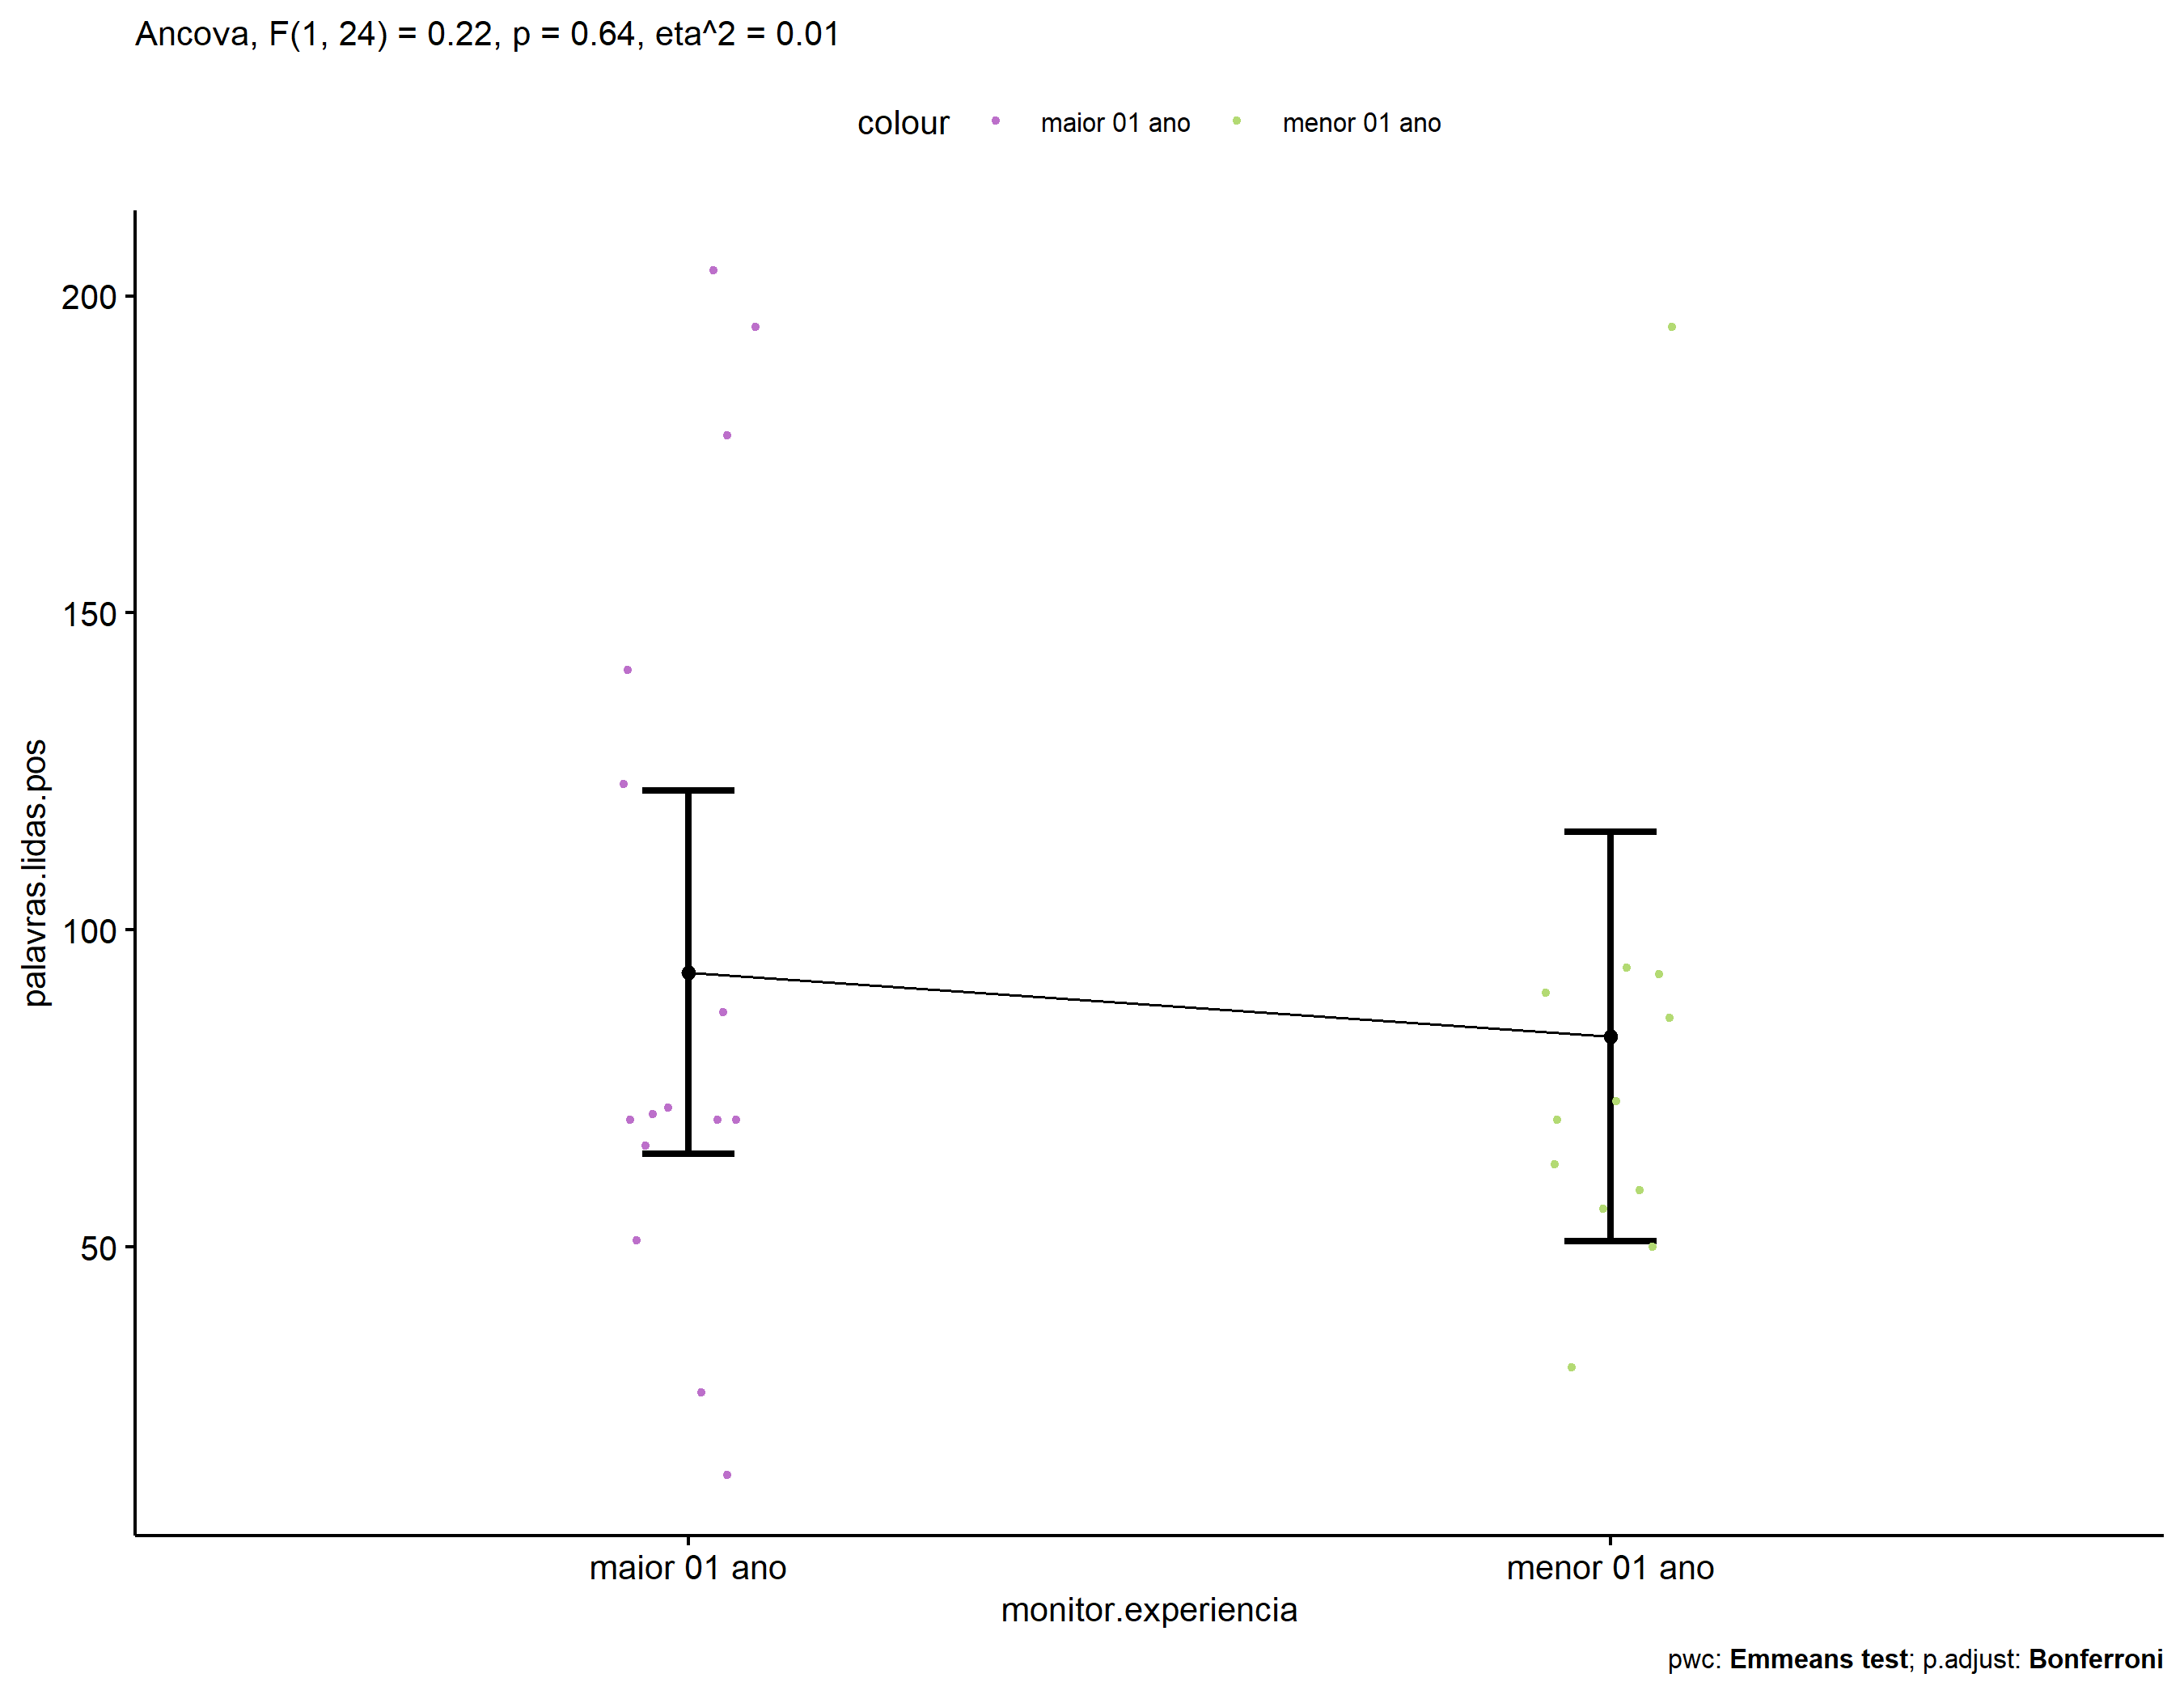 Ancova, F(1, 24) = 0.22, p = 0.64, eta^2 = 0.01
colour maior 01 ano menor 01 ano
200
150
100
50
palavras.lidas.pos
maior 01 ano menor 01 ano
monitor.experiencia
pwc: Emmeans test; p.adjust: Bonferroni